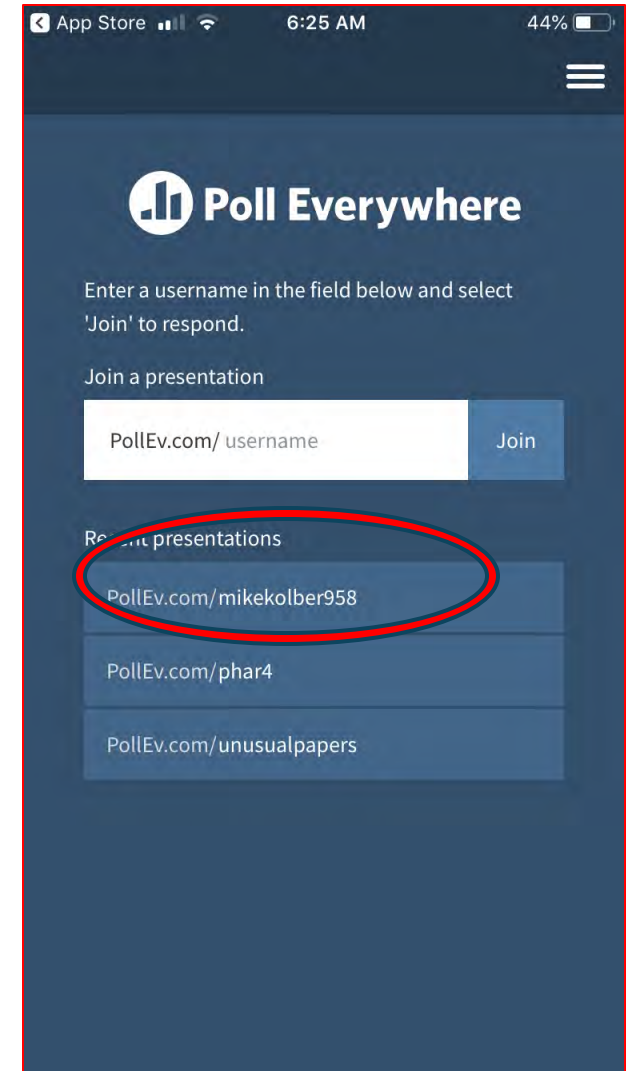 App Store 6:25 AM 44%
Poll Everywhere
Enter a username in the field below and select
'Join' to respond.
Join a presentation
PollEv.com/ username Join
Recent presentations
PollEv.com/mikekolber958
PollEv.com/phar4
PollEv.com/unusualpapers